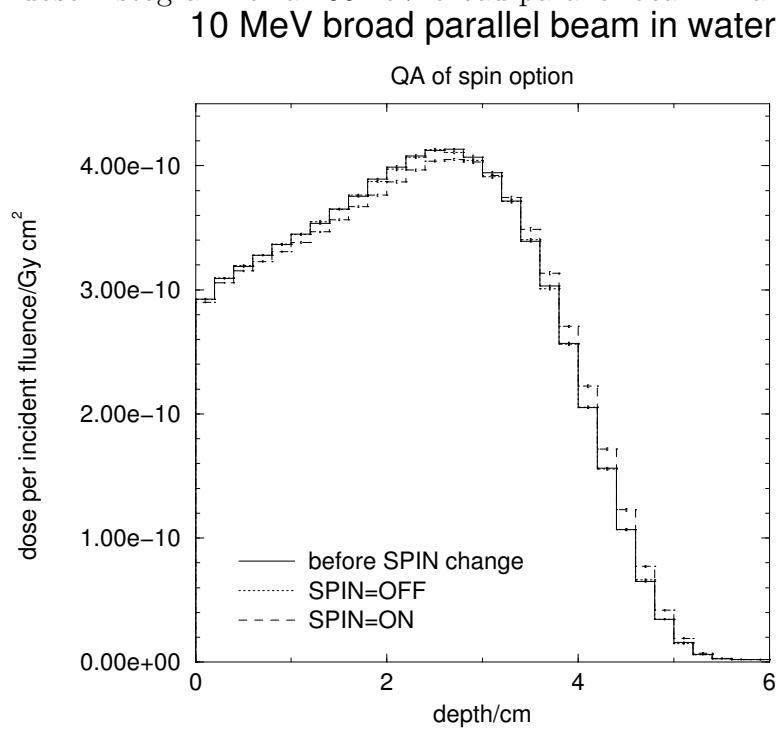 10 MeV broad parallel beam in water
QA of spin option
4.00e−10
3.00e−10
2.00e−10
1.00e−10
0.00e+00
dose per incident fluence/Gy cm²
before SPIN change
SPIN=OFF
SPIN=ON
0 2 4 6
depth/cm